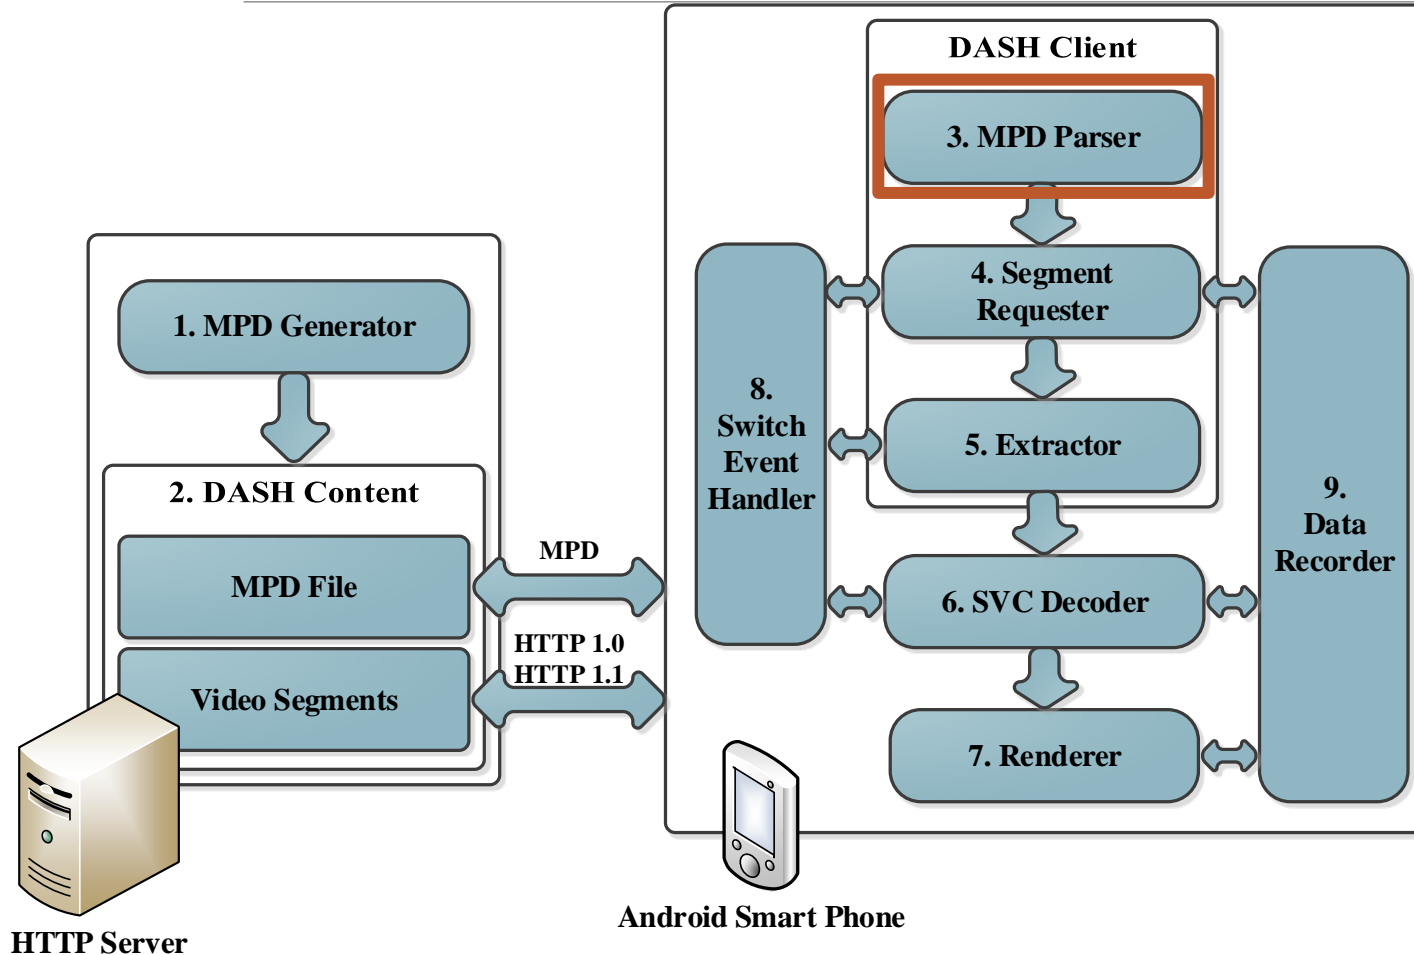 DASH Client
3. MPD Parser
4. Segment
Requester
5. Extractor
6. SVC Decoder
7. Renderer
8.
Switch
Event
Handler
9.
Data
Recorder
1. MPD Generator
2. DASH Content
MPD File
Video Segments
MPD
HTTP 1.0
HTTP 1.1
Android Smart Phone
HTTP Server